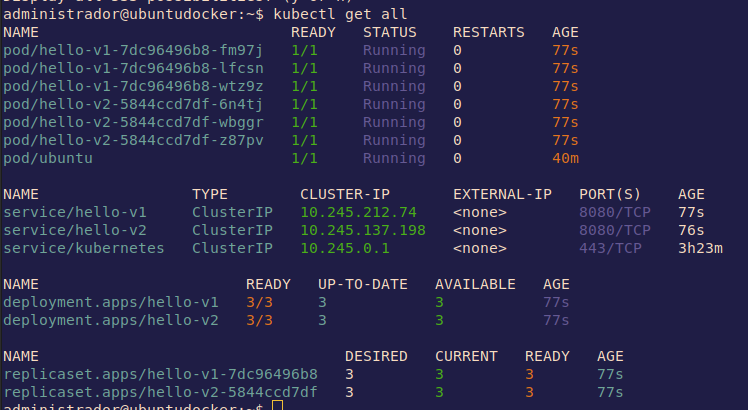 administrador@ubuntudocker:~$ kubectl get all
NAME READY STATUS RESTARTS AGE
pod/hello-v1-7dc96496b8-fm97j 1/1 Running 0 77s
pod/hello-v1-7dc96496b8-lfcsn 1/1 Running 0 77s
pod/hello-v1-7dc96496b8-wtz9z 1/1 Running 0 77s
pod/hello-v2-5844ccd7df-6n4tj 1/1 Running 0 77s
pod/hello-v2-5844ccd7df-wbggr 1/1 Running 0 77s
pod/hello-v2-5844ccd7df-z87pv 1/1 Running 0 77s
pod/ubuntu 1/1 Running 0 40m
NAME TYPE CLUSTER-IP EXTERNAL-IP PORT(S) AGE
service/hello-v1 ClusterIP 10.245.212.74 <none> 8080/TCP 77s
service/hello-v2 ClusterIP 10.245.137.198 <none> 8080/TCP 76s
service/kubernetes ClusterIP 10.245.0.1 <none> 443/TCP 3h23m
NAME READY UP-TO-DATE AVAILABLE AGE
deployment.apps/hello-v1 3/3 3 3 77s
deployment.apps/hello-v2 3/3 3 3 77s
NAME DESIRED CURRENT READY AGE
replicaset.apps/hello-v1-7dc96496b8 3 3 3 77s
replicaset.apps/hello-v2-5844ccd7df 3 3 3 77s
administrador@ubuntudocker:~$